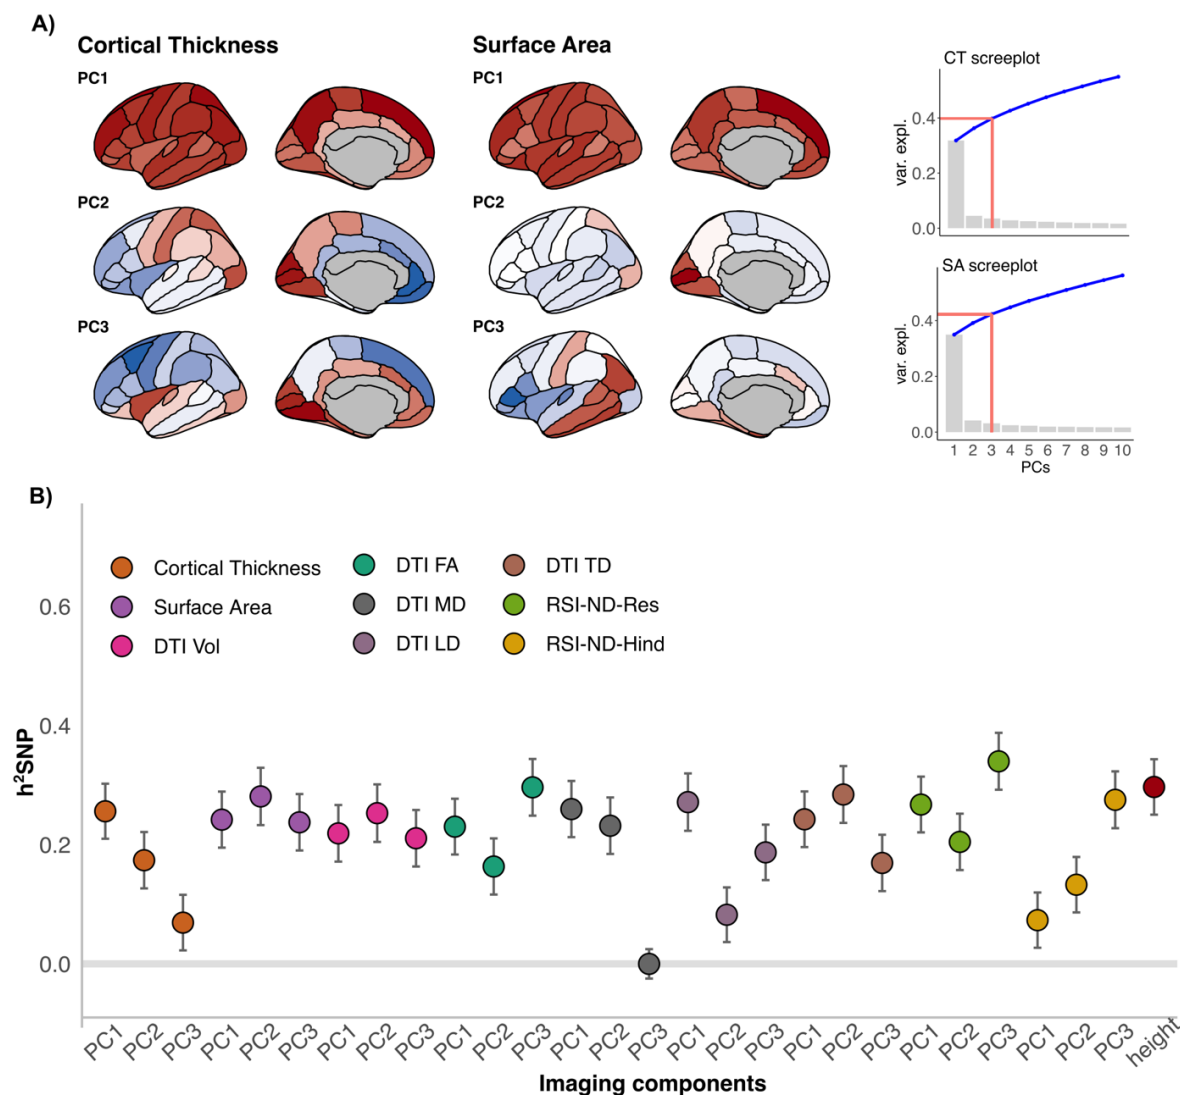 A)
Cortical Thickness
Surface Area
PC1
PC1
PC2
PC2
PC3
PC3
CT screeplot
var. expl.
0.4
0.2
0.0
SA screeplot
var. expl.
0.4
0.2
0.0
1 2 3 4 5 6 7 8 9 10
PCs
B)
Cortical Thickness
Surface Area
DTI Vol
DTI FA
DTI MD
DTI LD
DTI TD
RSI-ND-Res
RSI-ND-Hind
h²SNP
0.6
0.4
0.2
0.0
PC1 PC2 PC3 PC1 PC2 PC3 PC1 PC2 PC3 PC1 PC2 PC3 PC1 PC2 PC3 PC1 PC2 PC3 PC1 PC2 PC3 PC1 PC2 PC3 PC1 PC2 PC3 height
Imaging components